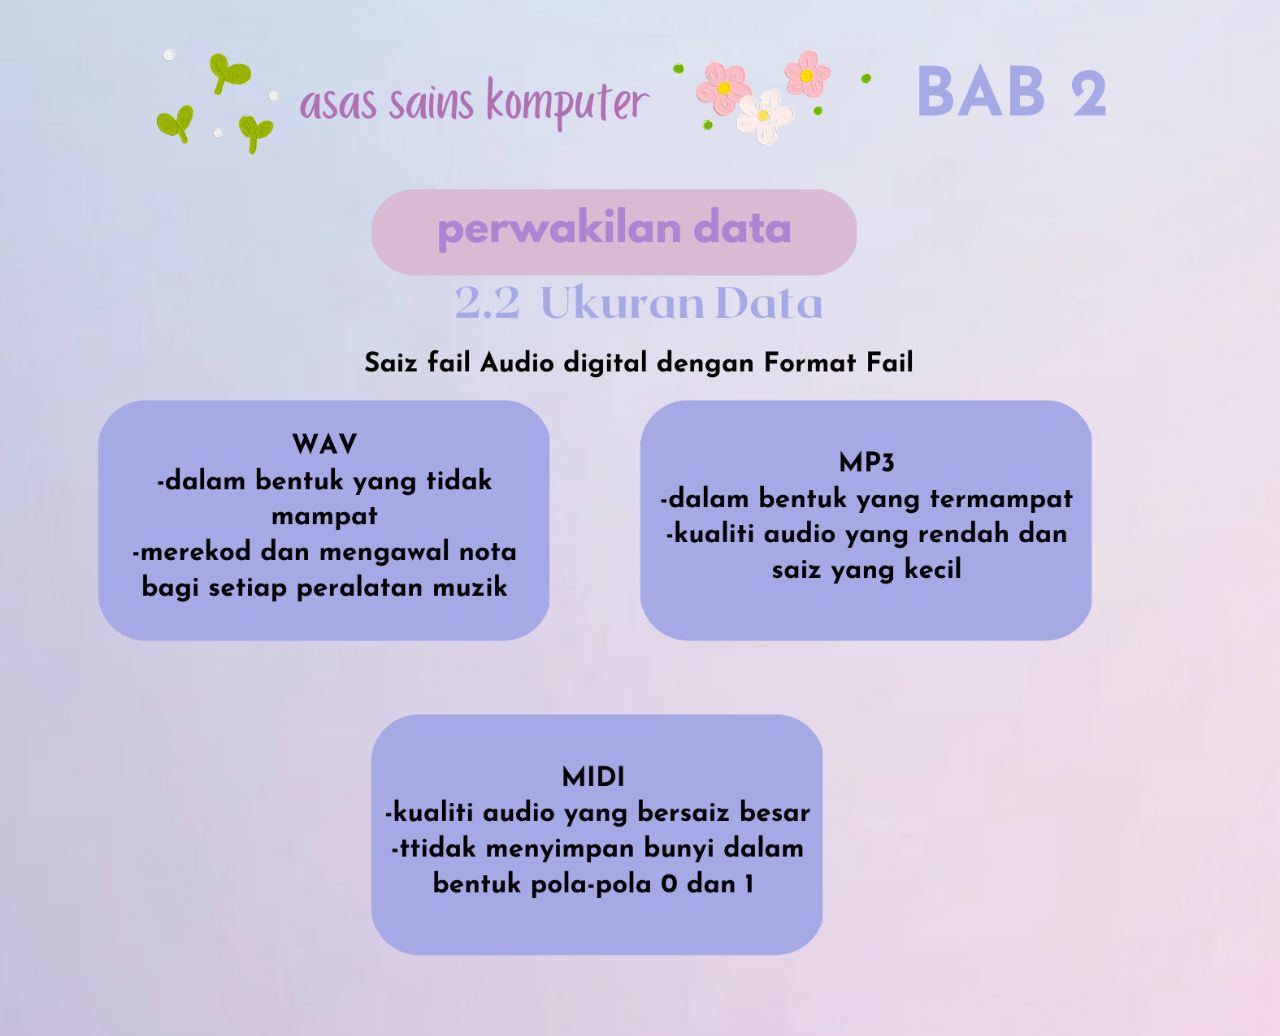 asas sains komputer
BAB 2
perwakilan data
2.2 Ukuran Data
Saiz fail Audio digital dengan Format Fail
WAV
-dalam bentuk yang tidak
mampat
-merekod dan mengawal nota
bagi setiap peralatan muzik
MP3
-dalam bentuk yang termampat
-kualiti audio yang rendah dan
saiz yang kecil
MIDI
-kualiti audio yang bersaiz besar
-ttidak menyimpan bunyi dalam
bentuk pola-pola 0 dan 1